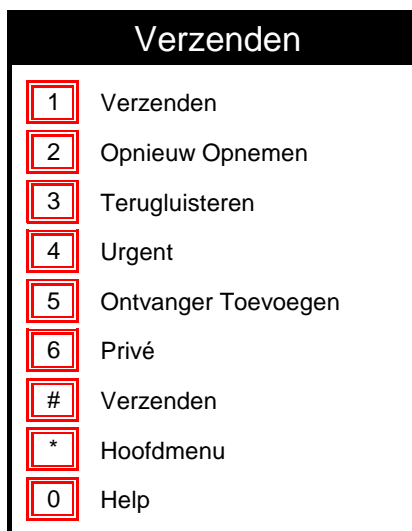 Verzenden
1 Verzenden
2 Opnieuw Opnemen
3 Terugluisteren
4 Urgent
5 Ontvanger Toevoegen
6 Privé
# Verzenden
* Hoofdmenu
0 Help